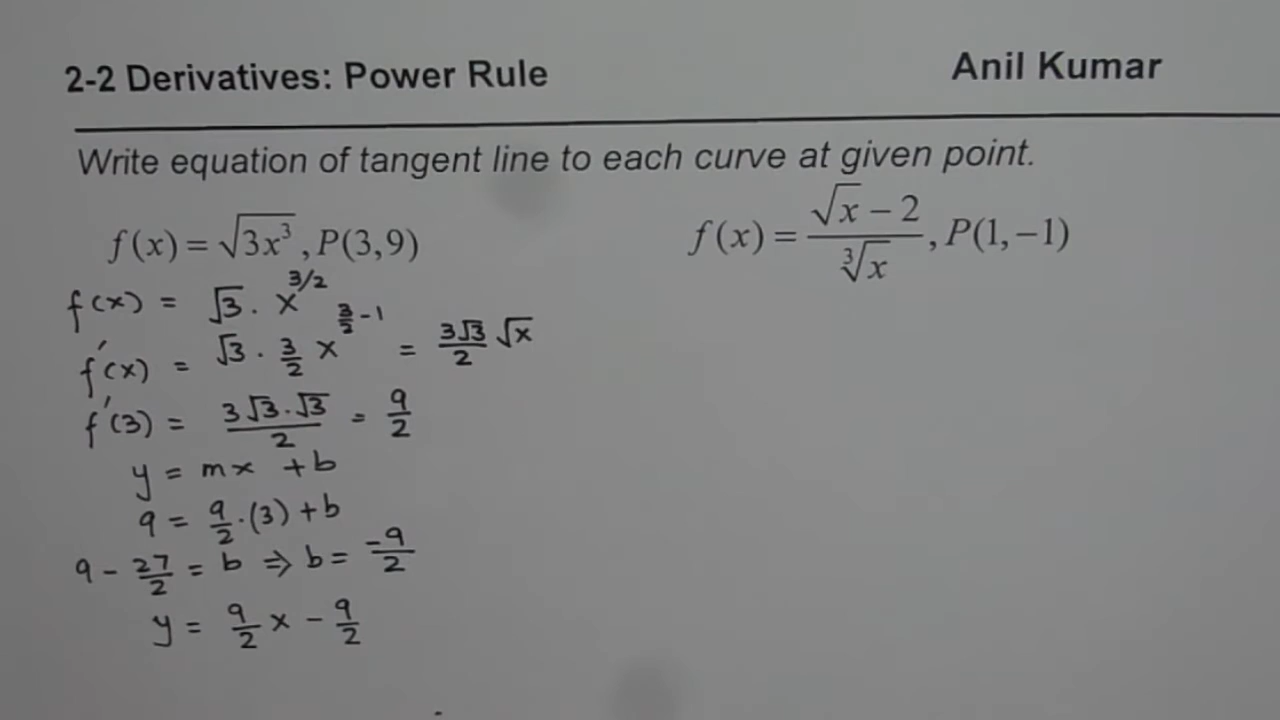 2-2 Derivatives: Power Rule Anil Kumar
Write equation of tangent line to each curve at given point.
f(x) = √3x³, P(3,9)
f(x) = (√x − 2)/∛x, P(1,−1)
f(x) = √3 · x^(3/2)
f'(x) = √3 · 3/2 x^(3/2 − 1) = 3√3/2 √x
f'(3) = 3√3·√3/2 = 9/2
y = mx + b
9 = 9/2·(3) + b
9 − 27/2 = b ⇒ b = −9/2
y = 9/2 x − 9/2